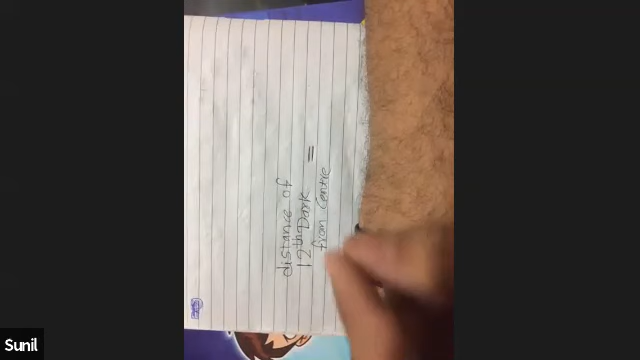 distance of
12th Dark =
from Centre
Sunil